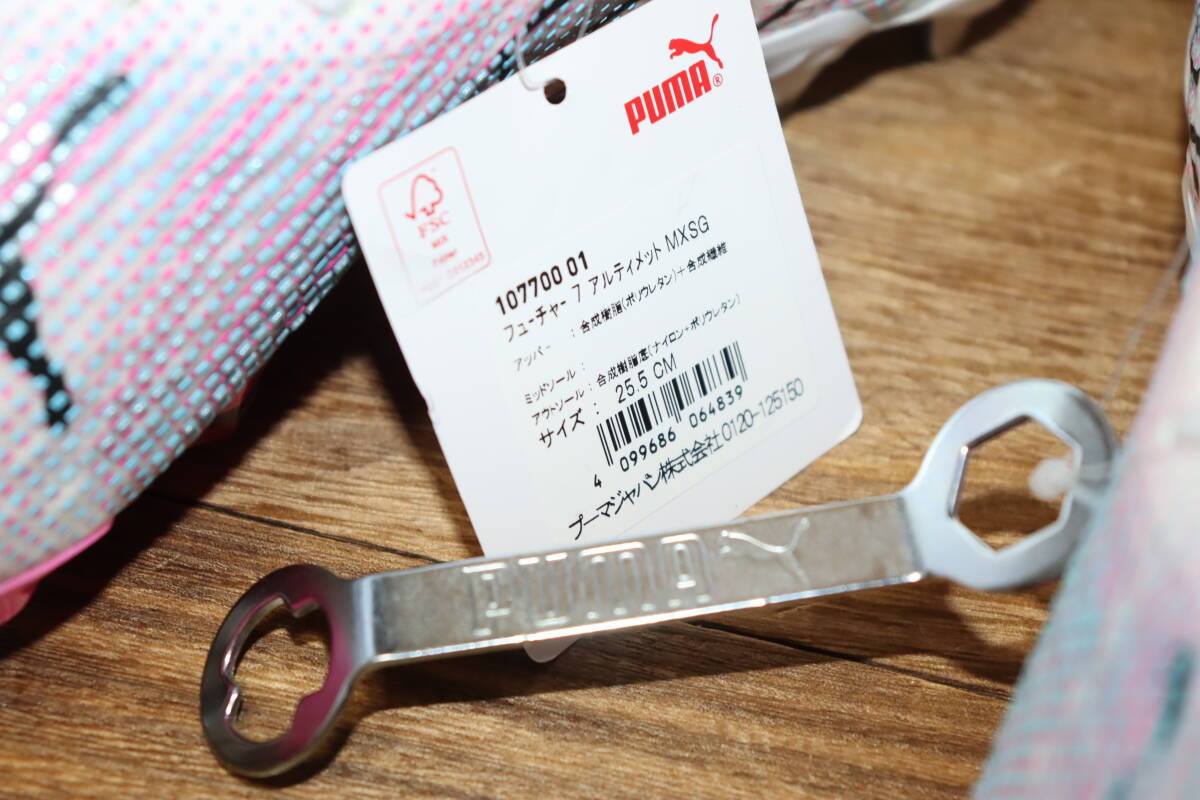 PUMA®
FSC
MIX
107700 01
フューチャー 7 アルティメット MXSG
アッパー : 合成樹脂(ポリウレタン)+合成繊維
ミッドソール :
アウトソール : 合成樹脂底(ナイロン+ポリウレタン)
サイズ : 25.5 CM
4 099686 064839
プーマジャパン株式会社 0120-125150
PUMA